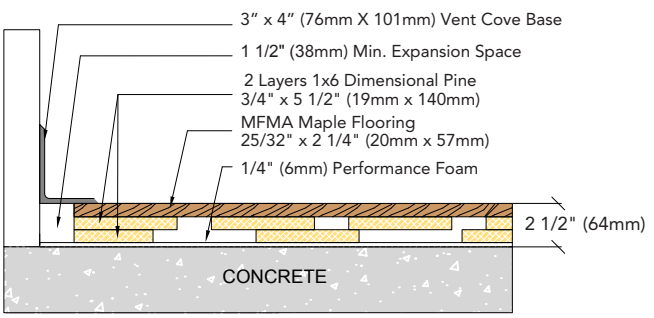 3” x 4” (76mm X 101mm) Vent Cove Base
1 1/2" (38mm) Min. Expansion Space
2 Layers 1x6 Dimensional Pine
3/4" x 5 1/2" (19mm x 140mm)
MFMA Maple Flooring
25/32" x 2 1/4" (20mm x 57mm)
1/4" (6mm) Performance Foam
2 1/2" (64mm)
CONCRETE